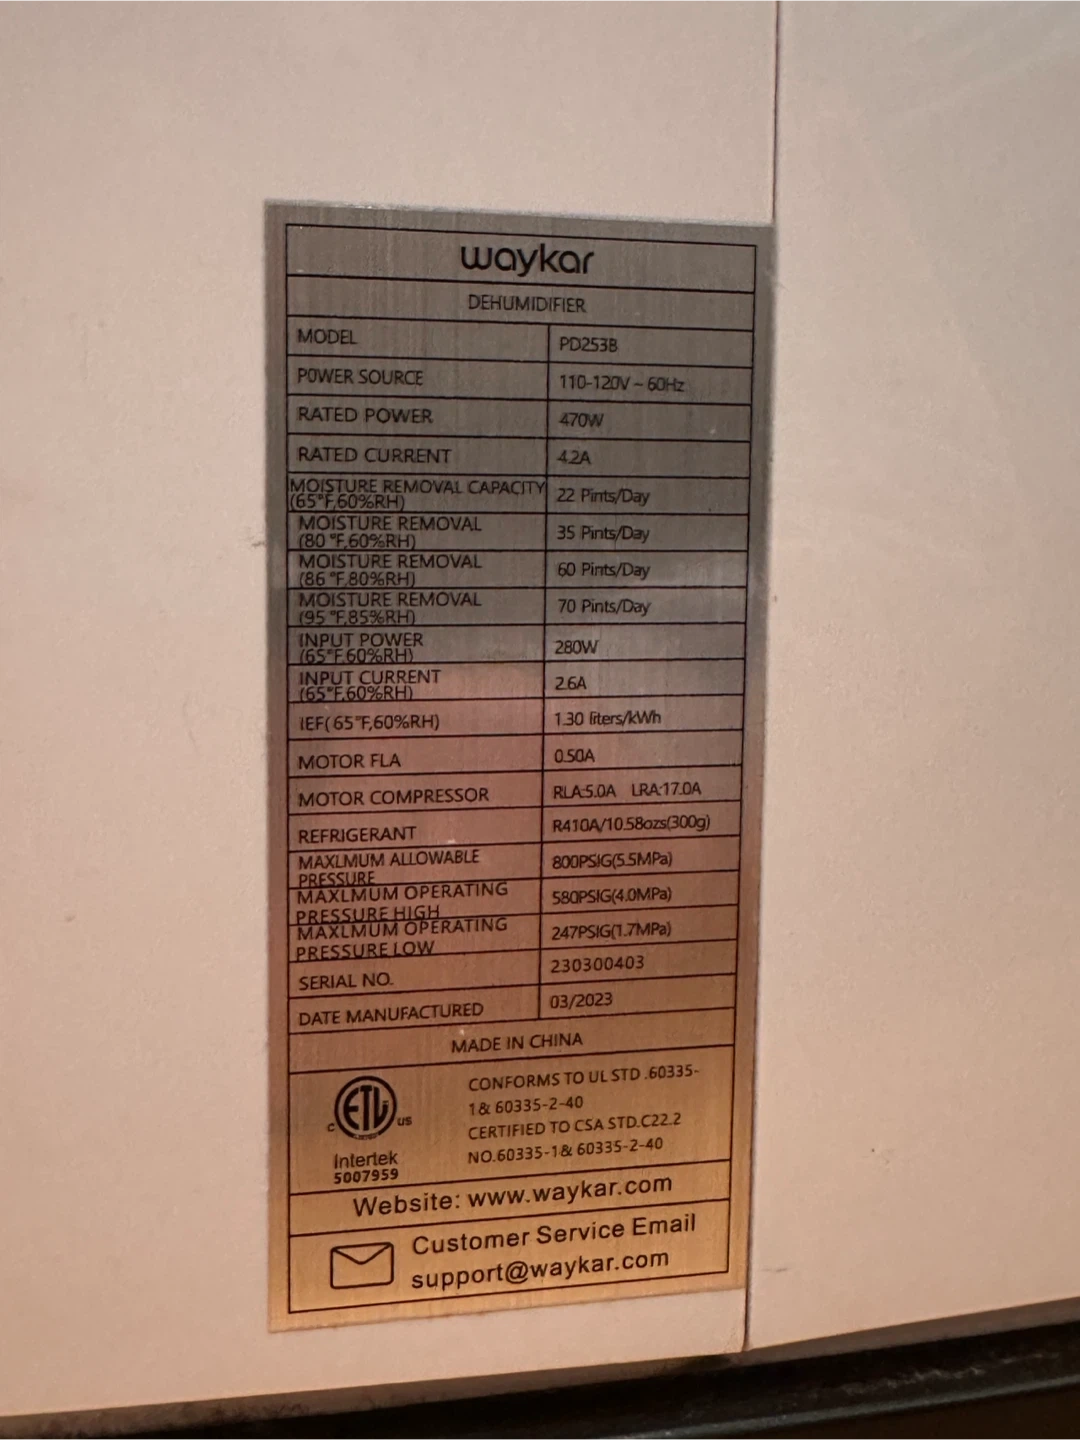 waykar
DEHUMIDIFIER
MODEL PD253B
POWER SOURCE 110-120V ~ 60Hz
RATED POWER 470W
RATED CURRENT 4.2A
MOISTURE REMOVAL CAPACITY
(65°F,60%RH) 22 Pints/Day
MOISTURE REMOVAL
(80 °F,60%RH) 35 Pints/Day
MOISTURE REMOVAL
(86 °F,80%RH) 60 Pints/Day
MOISTURE REMOVAL
(95 °F,85%RH) 70 Pints/Day
INPUT POWER
(65°F,60%RH) 280W
INPUT CURRENT
(65°F,60%RH) 2.6A
IEF( 65°F,60%RH) 1.30 liters/kWh
MOTOR FLA 0.50A
MOTOR COMPRESSOR RLA:5.0A LRA:17.0A
REFRIGERANT R410A/10.58ozs(300g)
MAXLMUM ALLOWABLE
PRESSURE 800PSIG(5.5MPa)
MAXLMUM OPERATING
PRESSURE HIGH 580PSIG(4.0MPa)
MAXLMUM OPERATING
PRESSURE LOW 247PSIG(1.7MPa)
SERIAL NO. 230300403
DATE MANUFACTURED 03/2023
MADE IN CHINA
CONFORMS TO UL STD .60335-
1& 60335-2-40
CERTIFIED TO CSA STD.C22.2
NO.60335-1& 60335-2-40
C ETL US
Intertek
5007959
Website: www.waykar.com
Customer Service Email
support@waykar.com